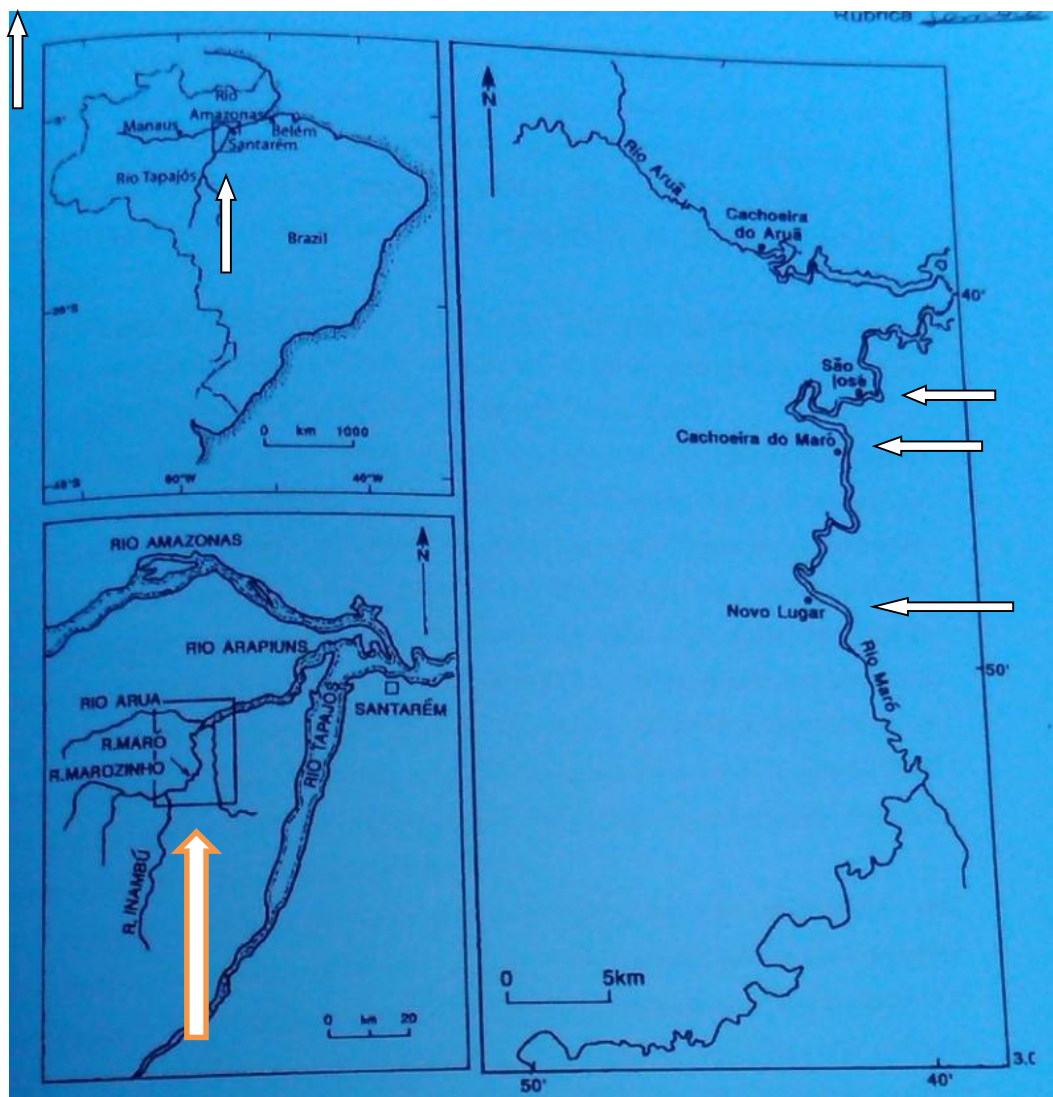 Rubrica
Rio
Amazonas
Manaus
Belém
Santarém
Rio Tapajós
Brazil
0 km 1000
60°W
40°W
RIO AMAZONAS
N
RIO ARAPIUNS
RIO ARUA
SANTARÉM
R.MARO
R.MAROZINHO
RIO TAPAJÓS
R. INAMBÚ
0 km 20
N
Rio Aruã
Cachoeira
do Aruã
40'
São
José
Cachoeira do Maró
Novo Lugar
50'
Rio Maró
0 5km
50'
40'